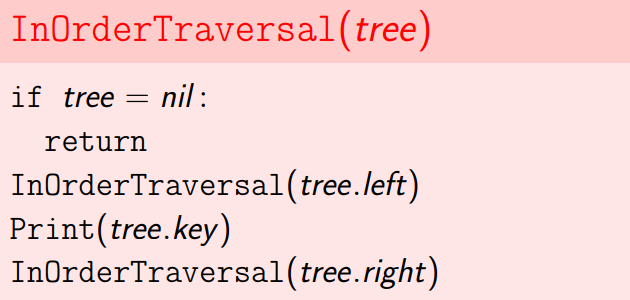 InOrderTraversal(tree)
if tree = nil:
return
InOrderTraversal(tree.left)
Print(tree.key)
InOrderTraversal(tree.right)